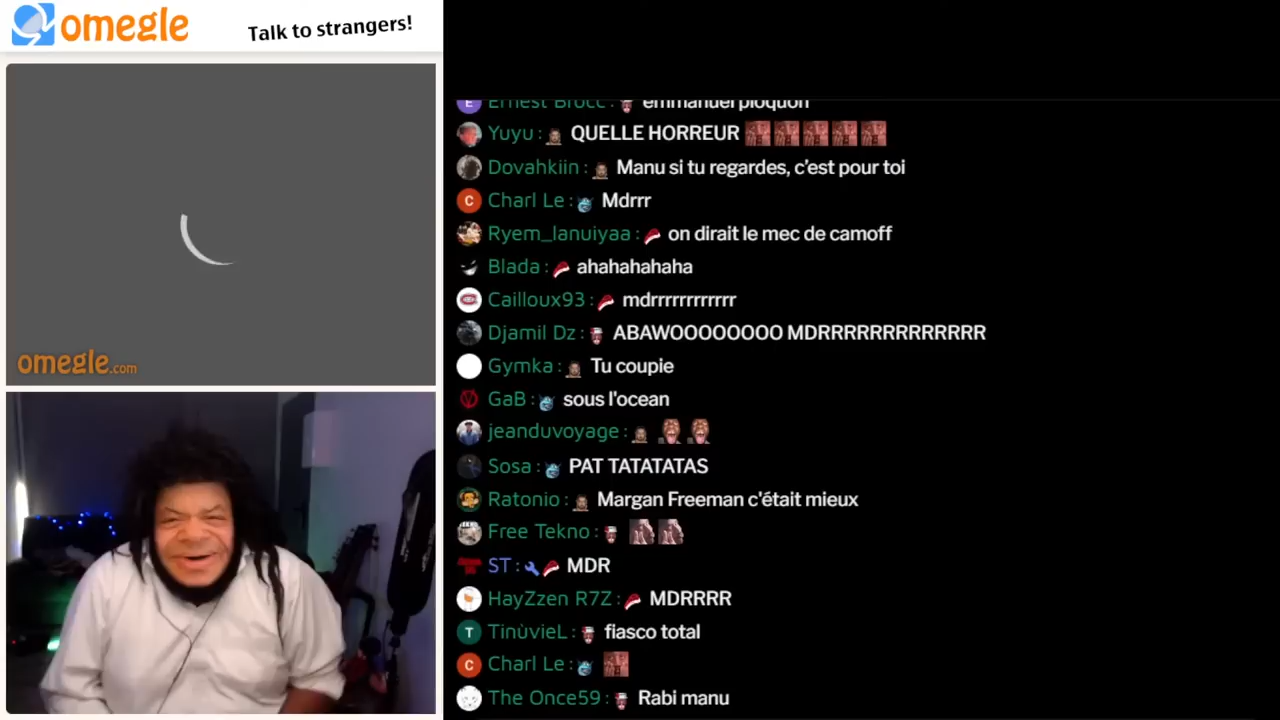 omegle
Talk to strangers!
omegle.com
E Ernest Brocc : emmanuel ploquon
Yuyu : QUELLE HORREUR
Dovahkiin : Manu si tu regardes, c'est pour toi
C Charl Le : Mdrrr
Ryem_lanuiyaa : on dirait le mec de camoff
Blada : ahahahahaha
Cailloux93 : mdrrrrrrrrrrr
Djamil Dz : ABAWOOOOOOOO MDRRRRRRRRRRRRR
Gymka : Tu coupie
GaB : sous l'ocean
jeanduvoyage :
Sosa : PAT TATATATAS
Ratonio : Margan Freeman c'était mieux
Free Tekno :
ST : MDR
HayZzen R7Z : MDRRRR
T TinùvieL : fiasco total
C Charl Le :
The Once59 : Rabi manu